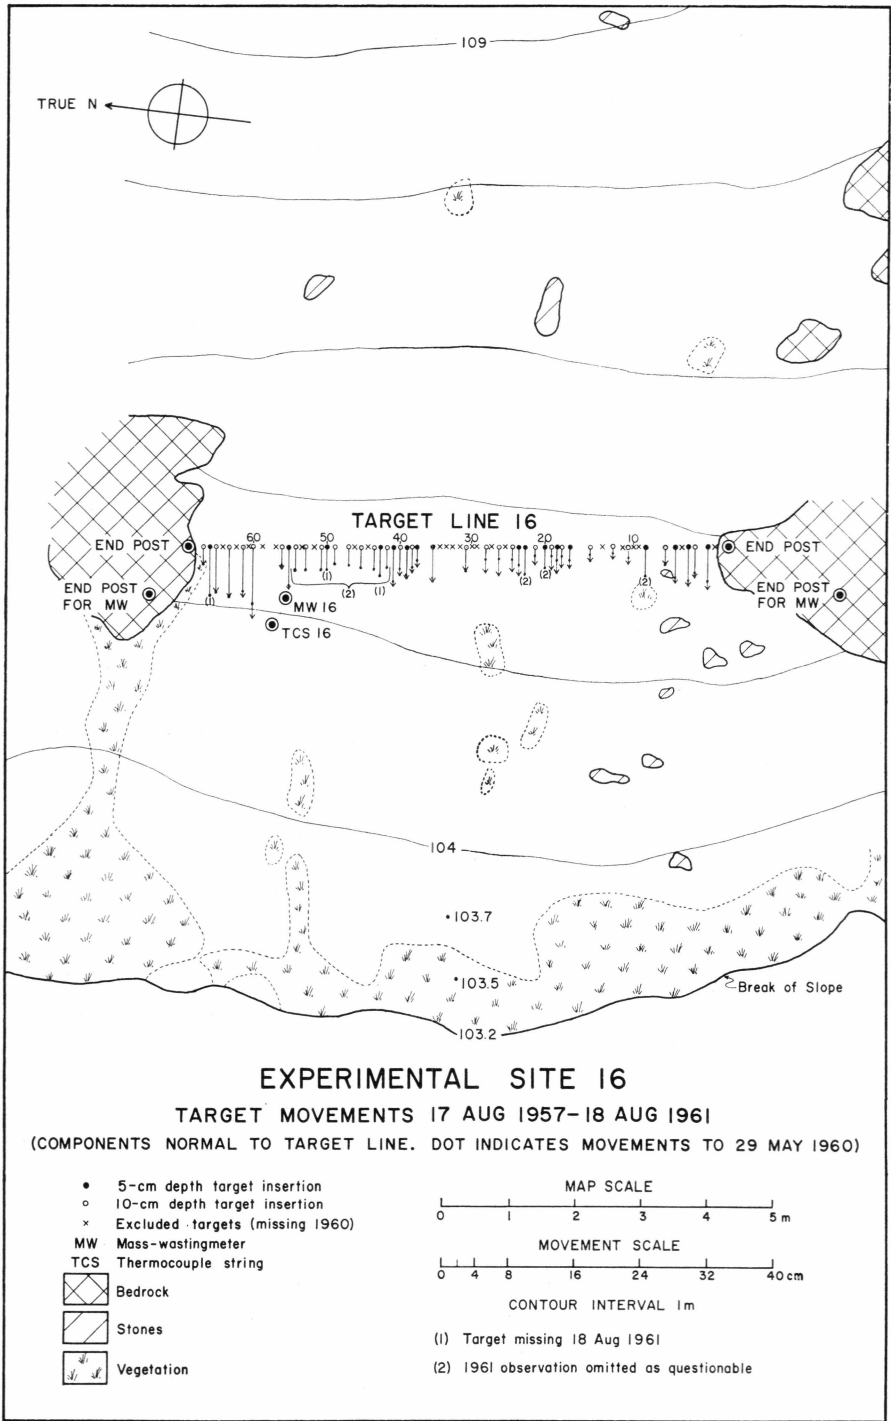 109
TRUE N
TARGET LINE 16
60 50 40 30 20 10
END POST
END POST
(1)
(2)
(1)
(2)
(2)
(2)
(1)
END POST
FOR MW
END POST
FOR MW
MW 16
TCS 16
104
103.7
103.5
Break of Slope
103.2
EXPERIMENTAL SITE 16
TARGET MOVEMENTS 17 AUG 1957–18 AUG 1961
(COMPONENTS NORMAL TO TARGET LINE. DOT INDICATES MOVEMENTS TO 29 MAY 1960)
5-cm depth target insertion
10-cm depth target insertion
x Excluded targets (missing 1960)
MW Mass-wastingmeter
TCS Thermocouple string
Bedrock
Stones
Vegetation
MAP SCALE
0 1 2 3 4 5 m
MOVEMENT SCALE
0 4 8 16 24 32 40 cm
CONTOUR INTERVAL 1 m
(1) Target missing 18 Aug 1961
(2) 1961 observation omitted as questionable